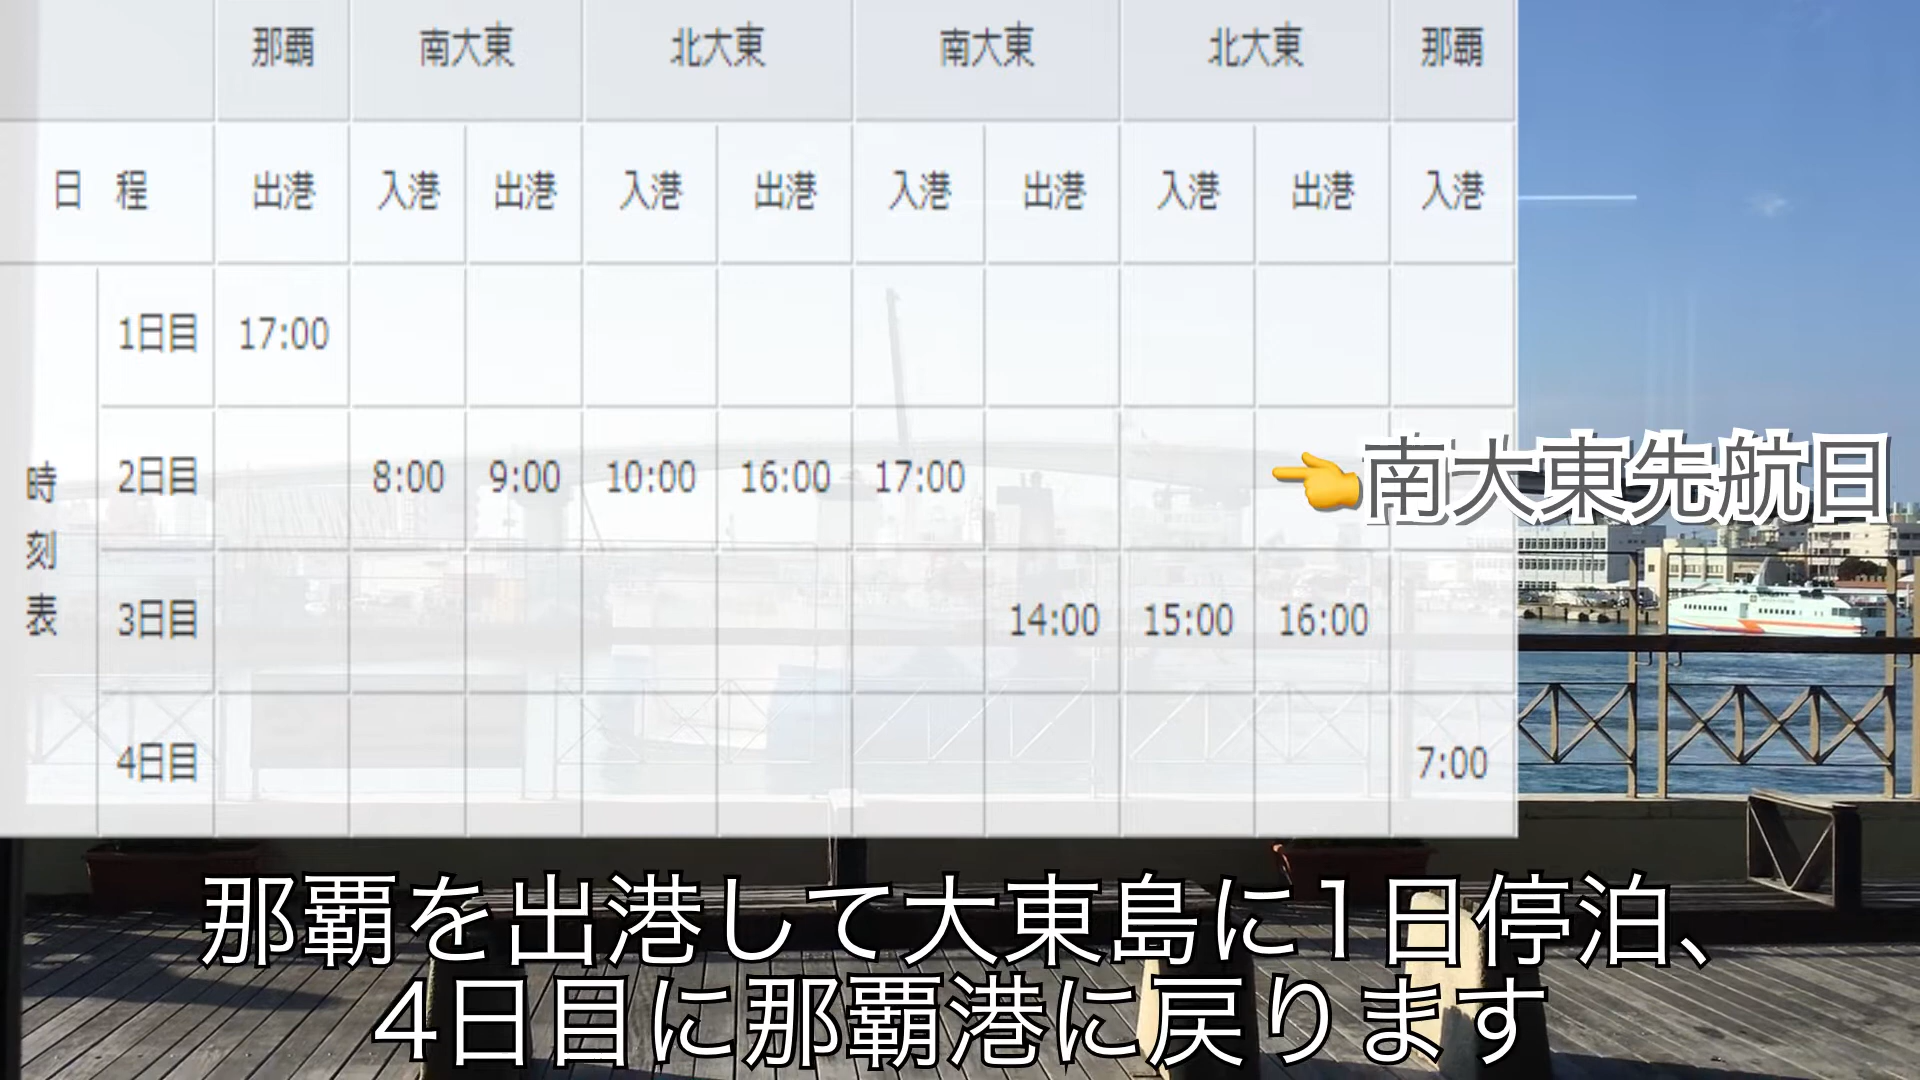 那覇 南大東 北大東 南大東 北大東 那覇
日 程 出港 入港 出港 入港 出港 入港 出港 入港 出港 入港
時刻表
1日目 17:00
2日目 8:00 9:00 10:00 16:00 17:00
👈南大東先航日
3日目 14:00 15:00 16:00
4日目 7:00
那覇を出港して大東島に1日停泊、
4日目に那覇港に戻ります